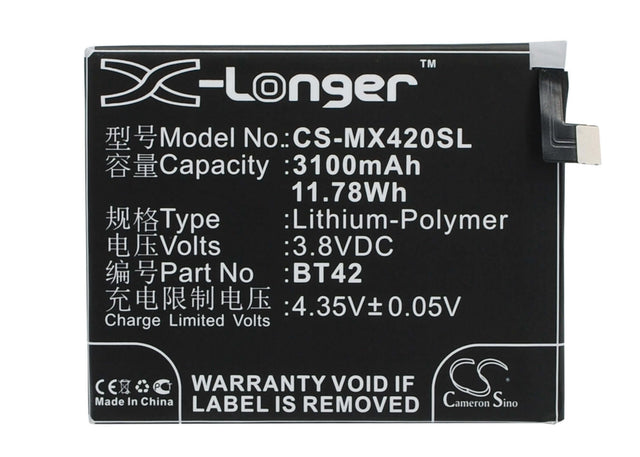 X-Longer™
型号Model No.:CS-MX420SL
容量Capacity :3100mAh
11.78Wh
规格Type :Lithium-Polymer
电压Volts :3.8VDC
编号Part No :BT42
充电限制电压 :4.35V±0.05V
Charge Limited Volts
CE
Made In China
WARRANTY VOID IF
LABEL IS REMOVED
CS
Cameron Sino